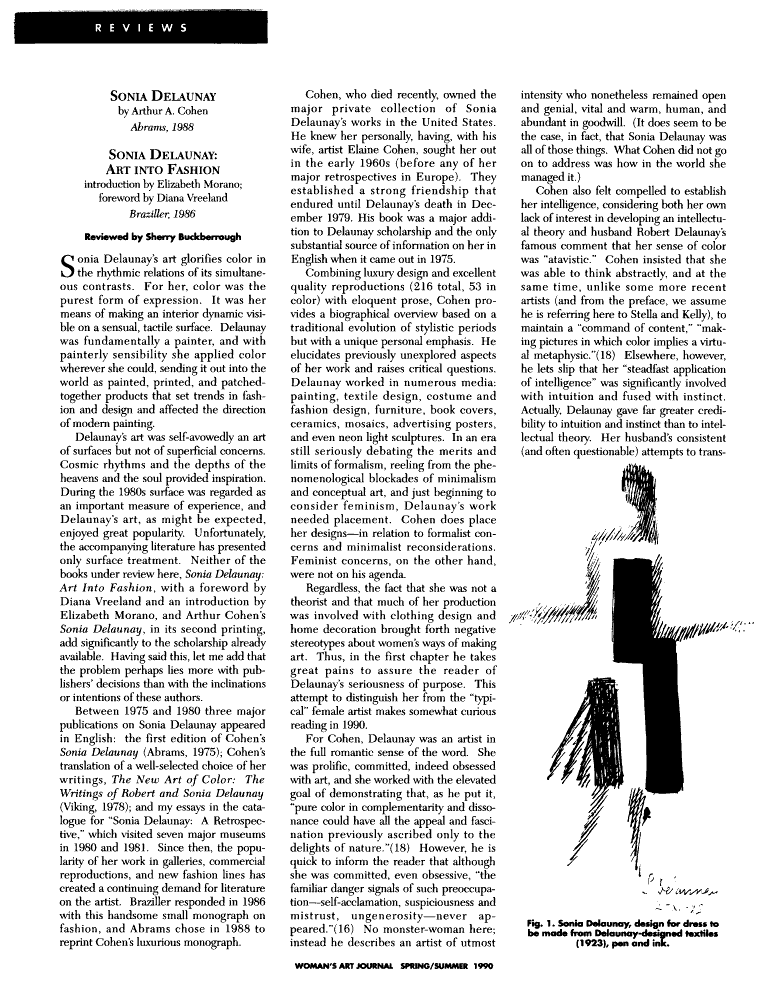 REVIEWS
SONIA DELAUNAY
by Arthur A. Cohen
Abrams, 1988
SONIA DELAUNAY:
ART INTO FASHION
introduction by Elizabeth Morano;
foreword by Diana Vreeland
Braziller, 1986
Reviewed by Sherry Buckberrough
Sonia Delaunay's art glorifies color in
the rhythmic relations of its simultane-
ous contrasts. For her, color was the
purest form of expression. It was her
means of making an interior dynamic visi-
ble on a sensual, tactile surface. Delaunay
was fundamentally a painter, and with
painterly sensibility she applied color
wherever she could, sending it out into the
world as painted, printed, and patched-
together products that set trends in fash-
ion and design and affected the direction
of modern painting.
Delaunay's art was self-avowedly an art
of surfaces but not of superficial concerns.
Cosmic rhythms and the depths of the
heavens and the soul provided inspiration.
During the 1980s surface was regarded as
an important measure of experience, and
Delaunay's art, as might be expected,
enjoyed great popularity. Unfortunately,
the accompanying literature has presented
only surface treatment. Neither of the
books under review here, Sonia Delaunay:
Art Into Fashion, with a foreword by
Diana Vreeland and an introduction by
Elizabeth Morano, and Arthur Cohen's
Sonia Delaunay, in its second printing,
add significantly to the scholarship already
available. Having said this, let me add that
the problem perhaps lies more with pub-
lishers' decisions than with the inclinations
or intentions of these authors.
Between 1975 and 1980 three major
publications on Sonia Delaunay appeared
in English: the first edition of Cohen's
Sonia Delaunay (Abrams, 1975); Cohen's
translation of a well-selected choice of her
writings, The New Art of Color: The
Writings of Robert and Sonia Delaunay
(Viking, 1978); and my essays in the cata-
logue for "Sonia Delaunay: A Retrospec-
tive," which visited seven major museums
in 1980 and 1981. Since then, the popu-
larity of her work in galleries, commercial
reproductions, and new fashion lines has
created a continuing demand for literature
on the artist. Braziller responded in 1986
with this handsome small monograph on
fashion, and Abrams chose in 1988 to
reprint Cohen's luxurious monograph.
Cohen, who died recently, owned the
major private collection of Sonia
Delaunay's works in the United States.
He knew her personally, having, with his
wife, artist Elaine Cohen, sought her out
in the early 1960s (before any of her
major retrospectives in Europe). They
established a strong friendship that
endured until Delaunay's death in Dec-
ember 1979. His book was a major addi-
tion to Delaunay scholarship and the only
substantial source of information on her in
English when it came out in 1975.
Combining luxury design and excellent
quality reproductions (216 total, 53 in
color) with eloquent prose, Cohen pro-
vides a biographical overview based on a
traditional evolution of stylistic periods
but with a unique personal emphasis. He
elucidates previously unexplored aspects
of her work and raises critical questions.
Delaunay worked in numerous media:
painting, textile design, costume and
fashion design, furniture, book covers,
ceramics, mosaics, advertising posters,
and even neon light sculptures. In an era
still seriously debating the merits and
limits of formalism, reeling from the phe-
nomenological blockades of minimalism
and conceptual art, and just beginning to
consider feminism, Delaunay's work
needed placement. Cohen does place
her designs—in relation to formalist con-
cerns and minimalist reconsiderations.
Feminist concerns, on the other hand,
were not on his agenda.
Regardless, the fact that she was not a
theorist and that much of her production
was involved with clothing design and
home decoration brought forth negative
stereotypes about women's ways of making
art. Thus, in the first chapter he takes
great pains to assure the reader of
Delaunay's seriousness of purpose. This
attempt to distinguish her from the "typi-
cal" female artist makes somewhat curious
reading in 1990.
For Cohen, Delaunay was an artist in
the full romantic sense of the word. She
was prolific, committed, indeed obsessed
with art, and she worked with the elevated
goal of demonstrating that, as he put it,
"pure color in complementarity and disso-
nance could have all the appeal and fasci-
nation previously ascribed only to the
delights of nature."(18) However, he is
quick to inform the reader that although
she was committed, even obsessive, "the
familiar danger signals of such preoccupa-
tion—self-acclamation, suspiciousness and
mistrust, ungenerosity—never ap-
peared."(16) No monster-woman here;
instead he describes an artist of utmost
intensity who nonetheless remained open
and genial, vital and warm, human, and
abundant in goodwill. (It does seem to be
the case, in fact, that Sonia Delaunay was
all of those things. What Cohen did not go
on to address was how in the world she
managed it.)
Cohen also felt compelled to establish
her intelligence, considering both her own
lack of interest in developing an intellectu-
al theory and husband Robert Delaunay's
famous comment that her sense of color
was "atavistic." Cohen insisted that she
was able to think abstractly, and at the
same time, unlike some more recent
artists (and from the preface, we assume
he is referring here to Stella and Kelly), to
maintain a "command of content," "mak-
ing pictures in which color implies a virtu-
al metaphysic."(18) Elsewhere, however,
he lets slip that her "steadfast application
of intelligence" was significantly involved
with intuition and fused with instinct.
Actually, Delaunay gave far greater credi-
bility to intuition and instinct than to intel-
lectual theory. Her husband's consistent
(and often questionable) attempts to trans-
Fig. 1. Sonia Delaunay, design for dress to
be made from Delaunay-designed textiles
(1923), pen and ink.
WOMAN'S ART JOURNAL SPRING/SUMMER 1990